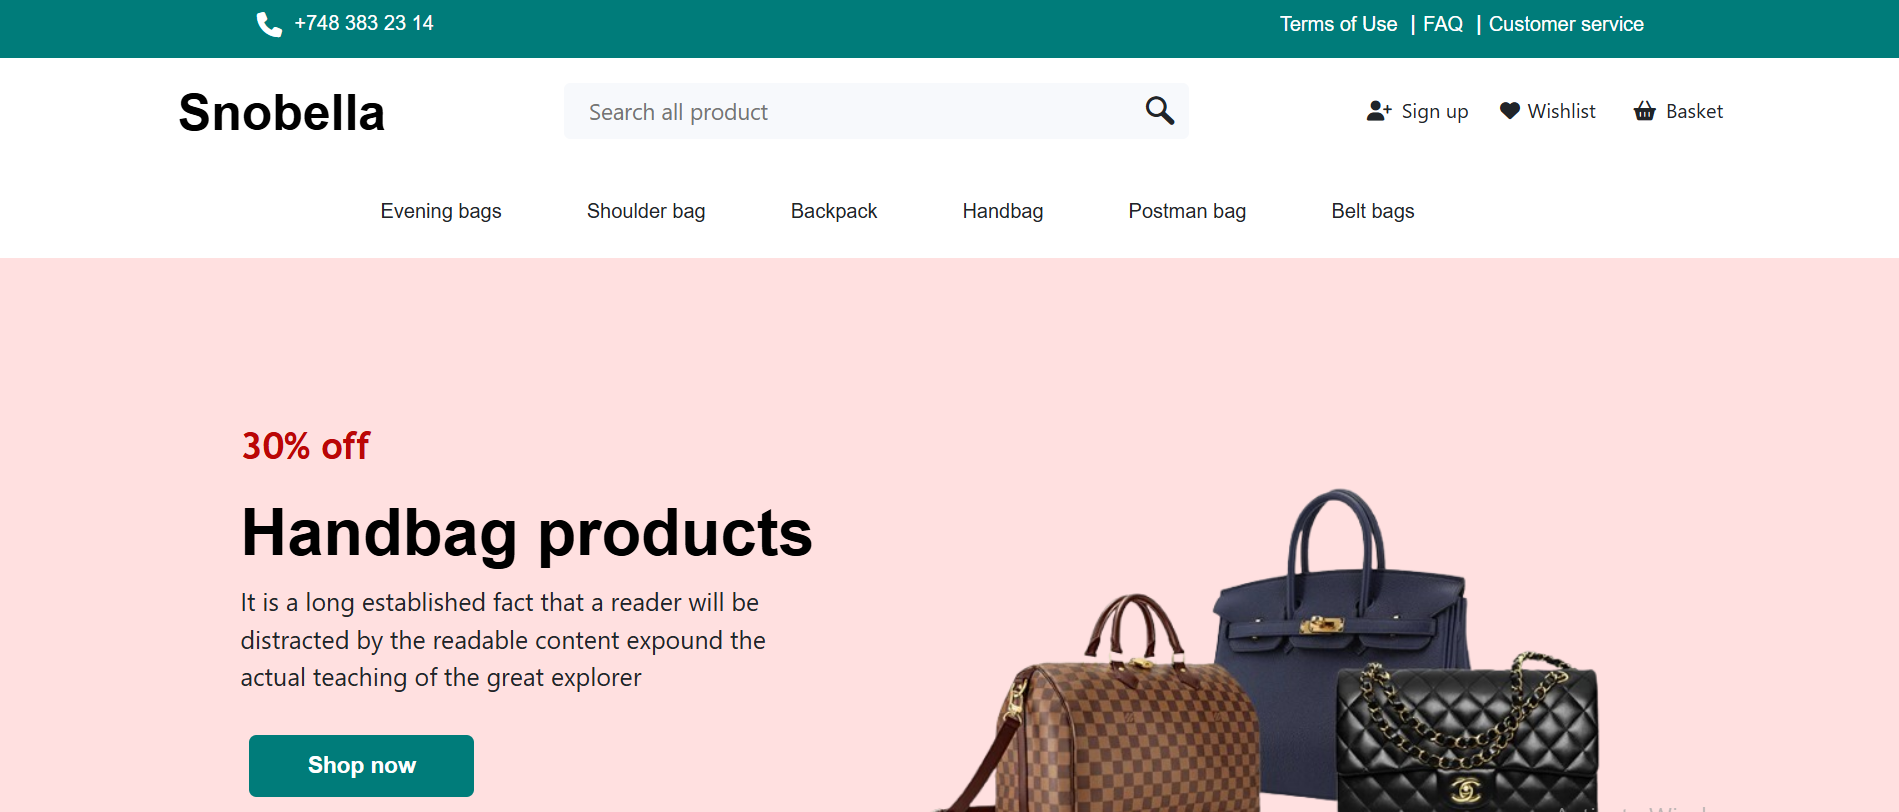 +748 383 23 14
Terms of Use | FAQ | Customer service
Snobella
Search all product
Sign up
Wishlist
Basket
Evening bags
Shoulder bag
Backpack
Handbag
Postman bag
Belt bags
30% off
Handbag products
It is a long established fact that a reader will be
distracted by the readable content expound the
actual teaching of the great explorer
Shop now